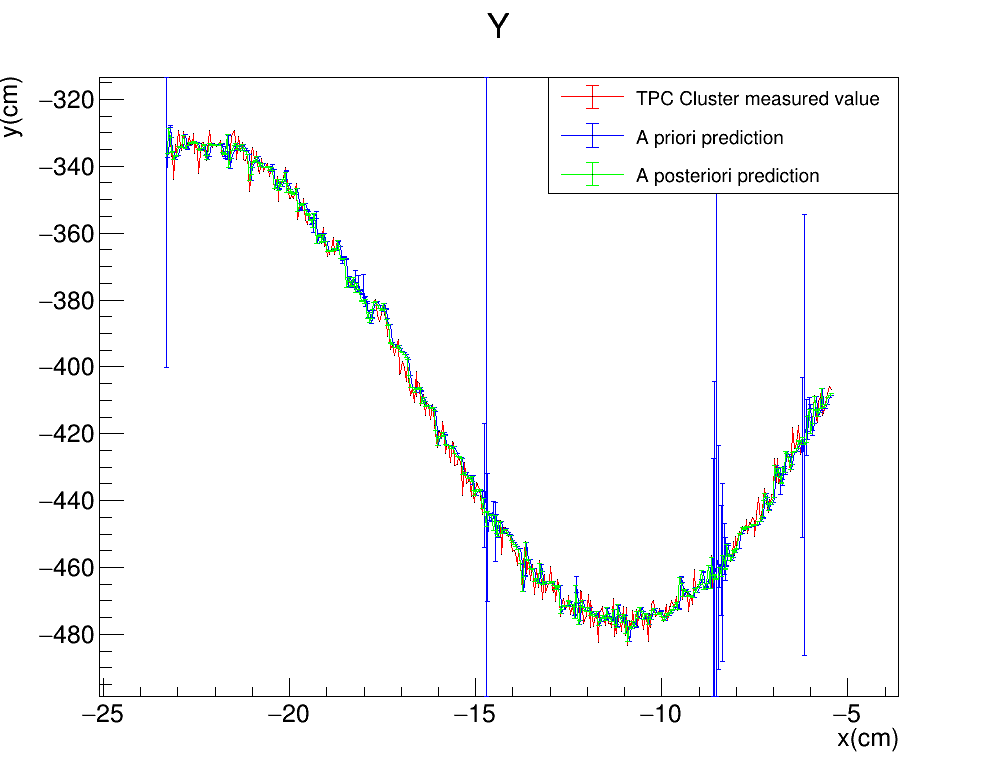 Y
y(cm)
−320
−340
−360
−380
−400
−420
−440
−460
−480
TPC Cluster measured value
A priori prediction
A posteriori prediction
−25 −20 −15 −10 −5
x(cm)